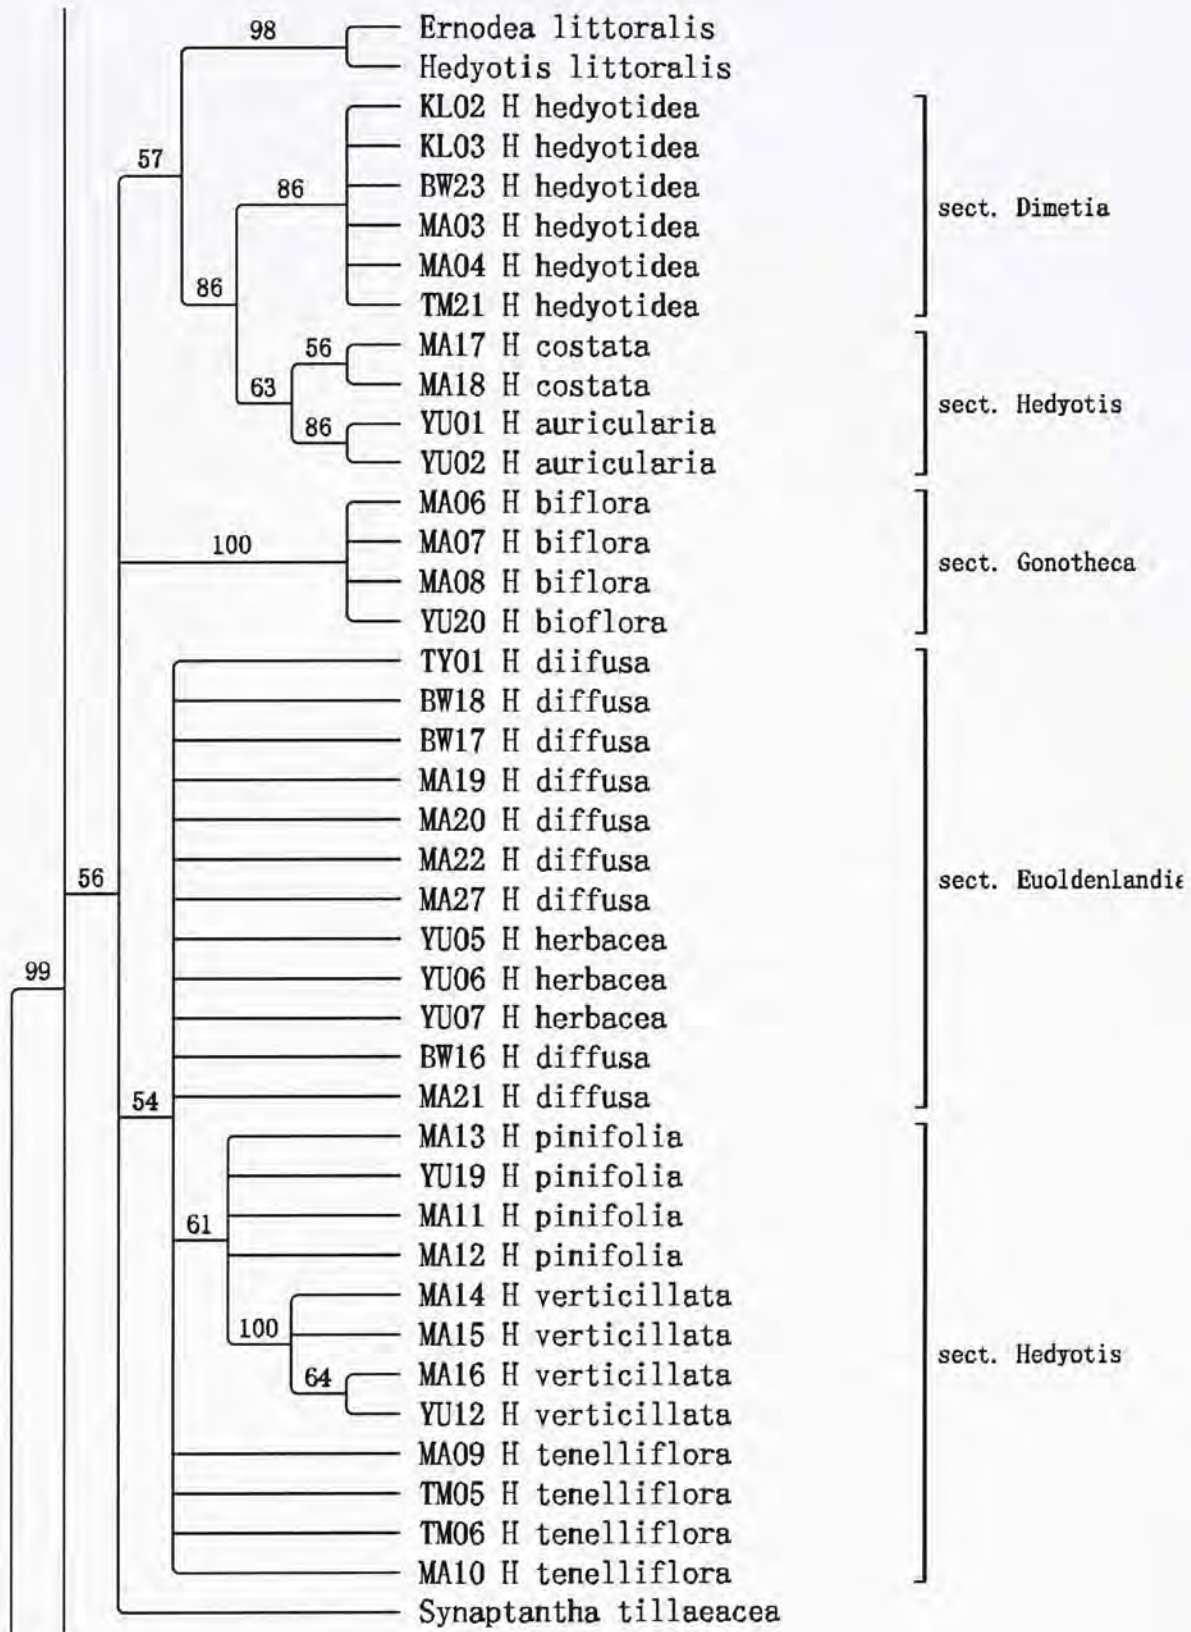 98
Ernodea littoralis
Hedyotis littoralis
KL02 H hedyotidea
KL03 H hedyotidea
57
86
BW23 H hedyotidea
sect. Dimetia
MA03 H hedyotidea
MA04 H hedyotidea
86
TM21 H hedyotidea
56
MA17 H costata
63
MA18 H costata
sect. Hedyotis
86
YU01 H auricularia
YU02 H auricularia
MA06 H biflora
100
MA07 H biflora
sect. Gonotheca
MA08 H biflora
YU20 H bioflora
TY01 H diifusa
BW18 H diffusa
BW17 H diffusa
MA19 H diffusa
MA20 H diffusa
MA22 H diffusa
56
sect. Euoldenlandi
MA27 H diffusa
YU05 H herbacea
99
YU06 H herbacea
YU07 H herbacea
BW16 H diffusa
54
MA21 H diffusa
MA13 H pinifolia
YU19 H pinifolia
61
MA11 H pinifolia
MA12 H pinifolia
MA14 H verticillata
100
MA15 H verticillata
sect. Hedyotis
64
MA16 H verticillata
YU12 H verticillata
MA09 H tenelliflora
TM05 H tenelliflora
TM06 H tenelliflora
MA10 H tenelliflora
Synaptantha tillaeacea